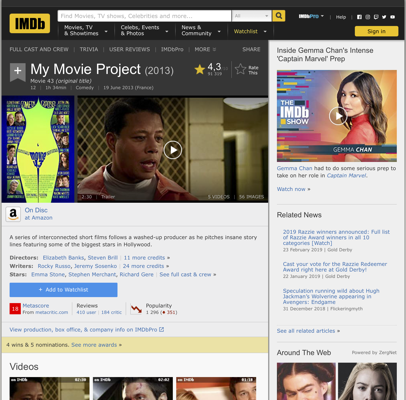 IMDb
Find Movies, TV shows, Celebrities and more...
All
Movies, TV & Showtimes
Celebs, Events & Photos
News & Community
Watchlist
IMDbPro
Help
Sign in
FULL CAST AND CREW | TRIVIA | USER REVIEWS | IMDbPro | MORE
SHARE
My Movie Project (2013)
Movie 43 (original title)
12 | 1h 34min | Comedy | 19 June 2013 (France)
4,3
Rate This
2:30 | Trailer
5 VIDEOS | 56 IMAGES
On Disc
at Amazon
A series of interconnected short films follows a washed-up producer as he pitches insane story
lines featuring some of the biggest stars in Hollywood.
Directors: Elizabeth Banks, Steven Brill | 11 more credits »
Writers: Rocky Russo, Jeremy Sosenko | 24 more credits »
Stars: Emma Stone, Stephen Merchant, Richard Gere | See full cast & crew »
+ Add to Watchlist
18 Metascore
From metacritic.com
Reviews
410 user | 184 critic
Popularity
1 296 (♦ 351)
View production, box office, & company info on IMDbPro
4 wins & 5 nominations. See more awards »
Videos
Inside Gemma Chan's Intense
'Captain Marvel' Prep
THE IMDb SHOW
GEMMA CHAN
Gemma Chan had to do some serious prep
to take on her role in Captain Marvel.
Watch now »
Related News
2019 Razzie winners announced: Full list
of Razzie Award winners in all 10
categories [Watch]
23 February 2019 | Gold Derby
Cast your vote for the Razzie Redeemer
Award right here at Gold Derby!
22 January 2019 | Gold Derby
Speculation running wild about Hugh
Jackman's Wolverine appearing in
Avengers: Endgame
31 December 2018 | Flickeringmyth
See all related articles »
Around The Web
Powered by ZergNet